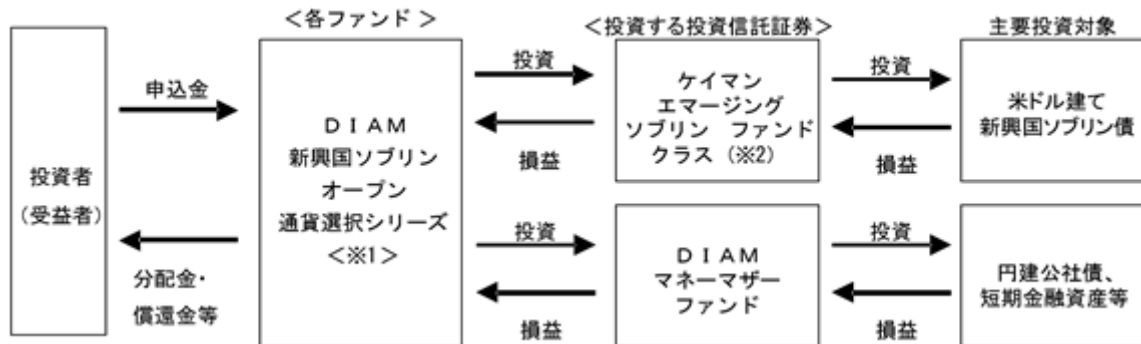 ＜各ファンド＞
＜投資する投資信託証券＞
主要投資対象
投資者
（受益者）
申込金
分配金・
償還金等
ＤＩＡＭ
新興国ソブリン
オープン
通貨選択シリーズ
＜※1＞
投資
損益
ケイマン
エマージング
ソブリン　ファンド
クラス（※2）
投資
損益
米ドル建て
新興国ソブリン債
投資
損益
ＤＩＡＭ
マネーマザー
ファンド
投資
損益
円建公社債、
短期金融資産等